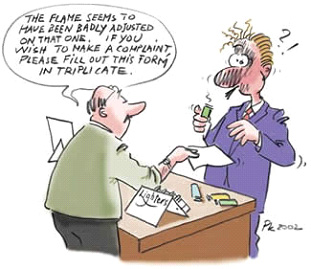 THE FLAME SEEMS TO
HAVE BEEN BADLY ADJUSTED
ON THAT ONE. IF YOU
WISH TO MAKE A COMPLAINT,
PLEASE FILL OUT THIS FORM
IN TRIPLICATE.
?!
Lighters
PK 2002